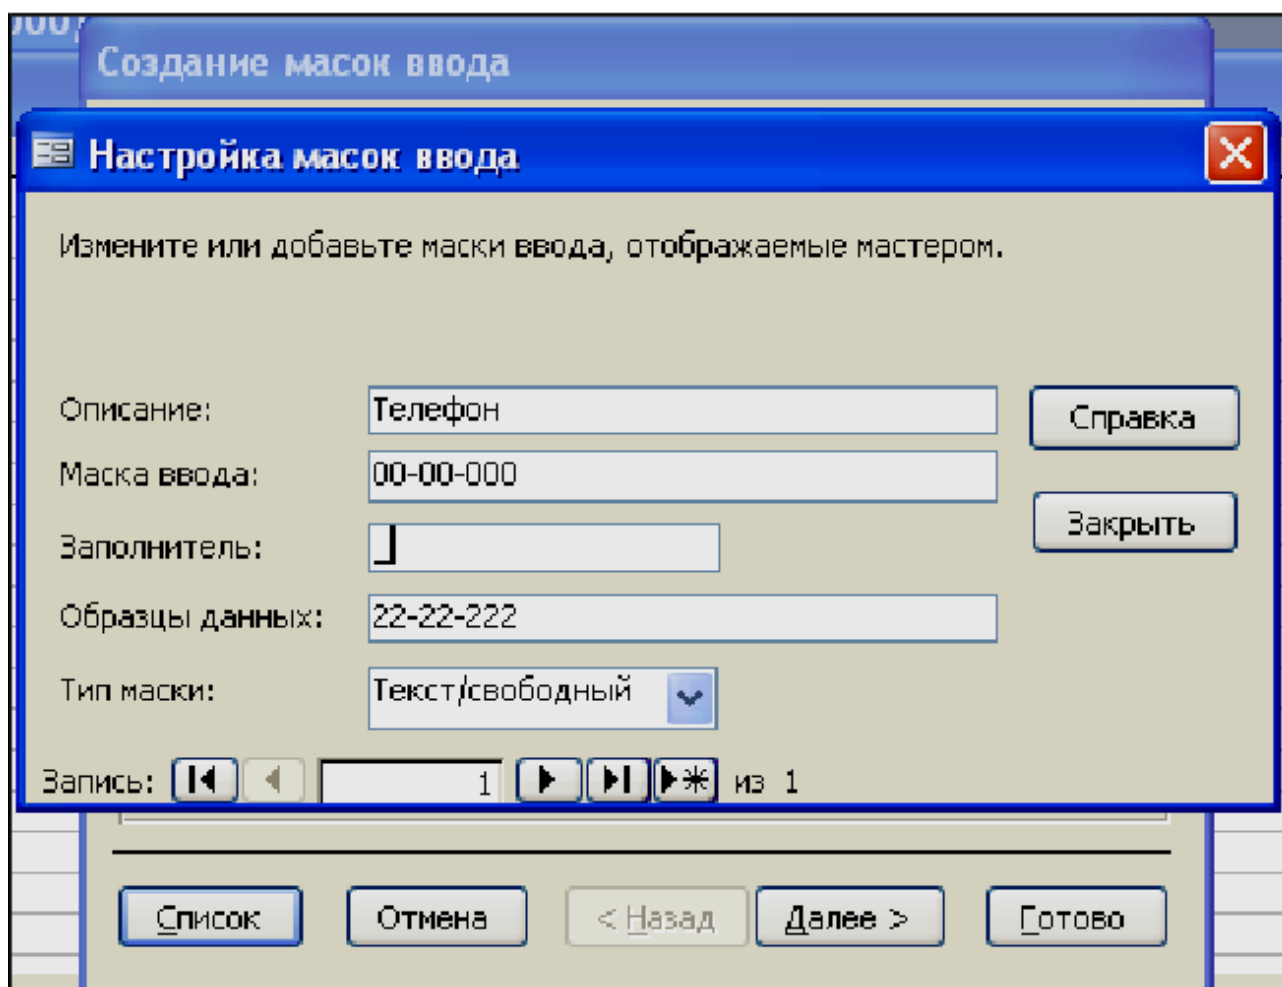 Создание масок ввода
Настройка масок ввода
Измените или добавьте маски ввода, отображаемые мастером.
Описание: Телефон
Справка
Маска ввода: 00-00-000
Закрыть
Заполнитель: _
Образцы данных: 22-22-222
Тип маски: Текст/свободный
Запись: 1 из 1
Список Отмена < Назад Далее > Готово